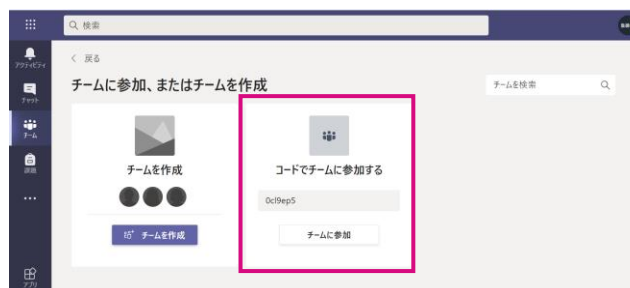 検索
アクティビティ
< 戻る
チームに参加、またはチームを作成
チームを検索
チャット
チーム
チームを作成
コードでチームに参加する
課題
0cl9ep5
チームを作成
チームに参加
アプリ